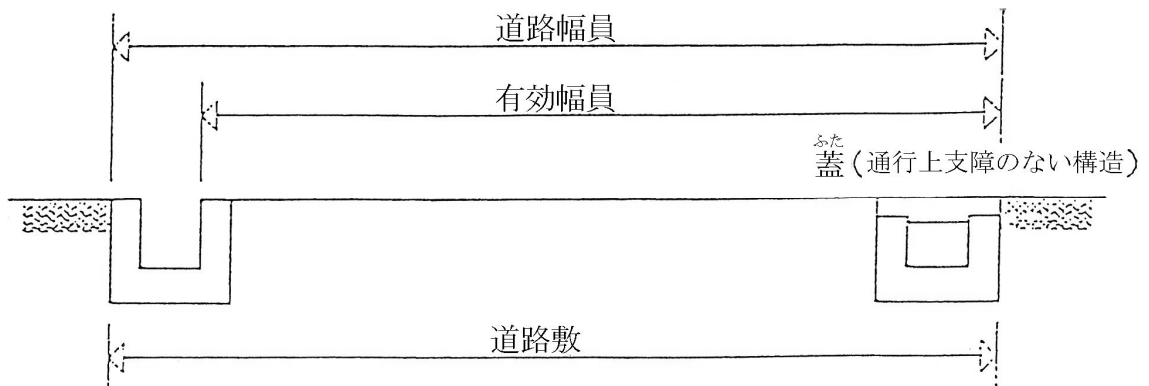 道路幅員
有効幅員
ふた
蓋(通行上支障のない構造)
道路敷